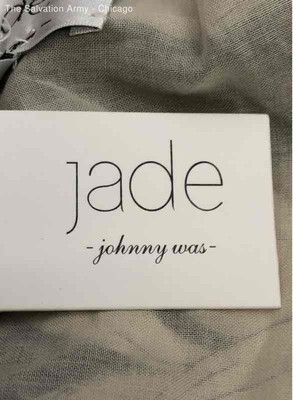 The Salvation Army - Chicago
jade
- johnny was -